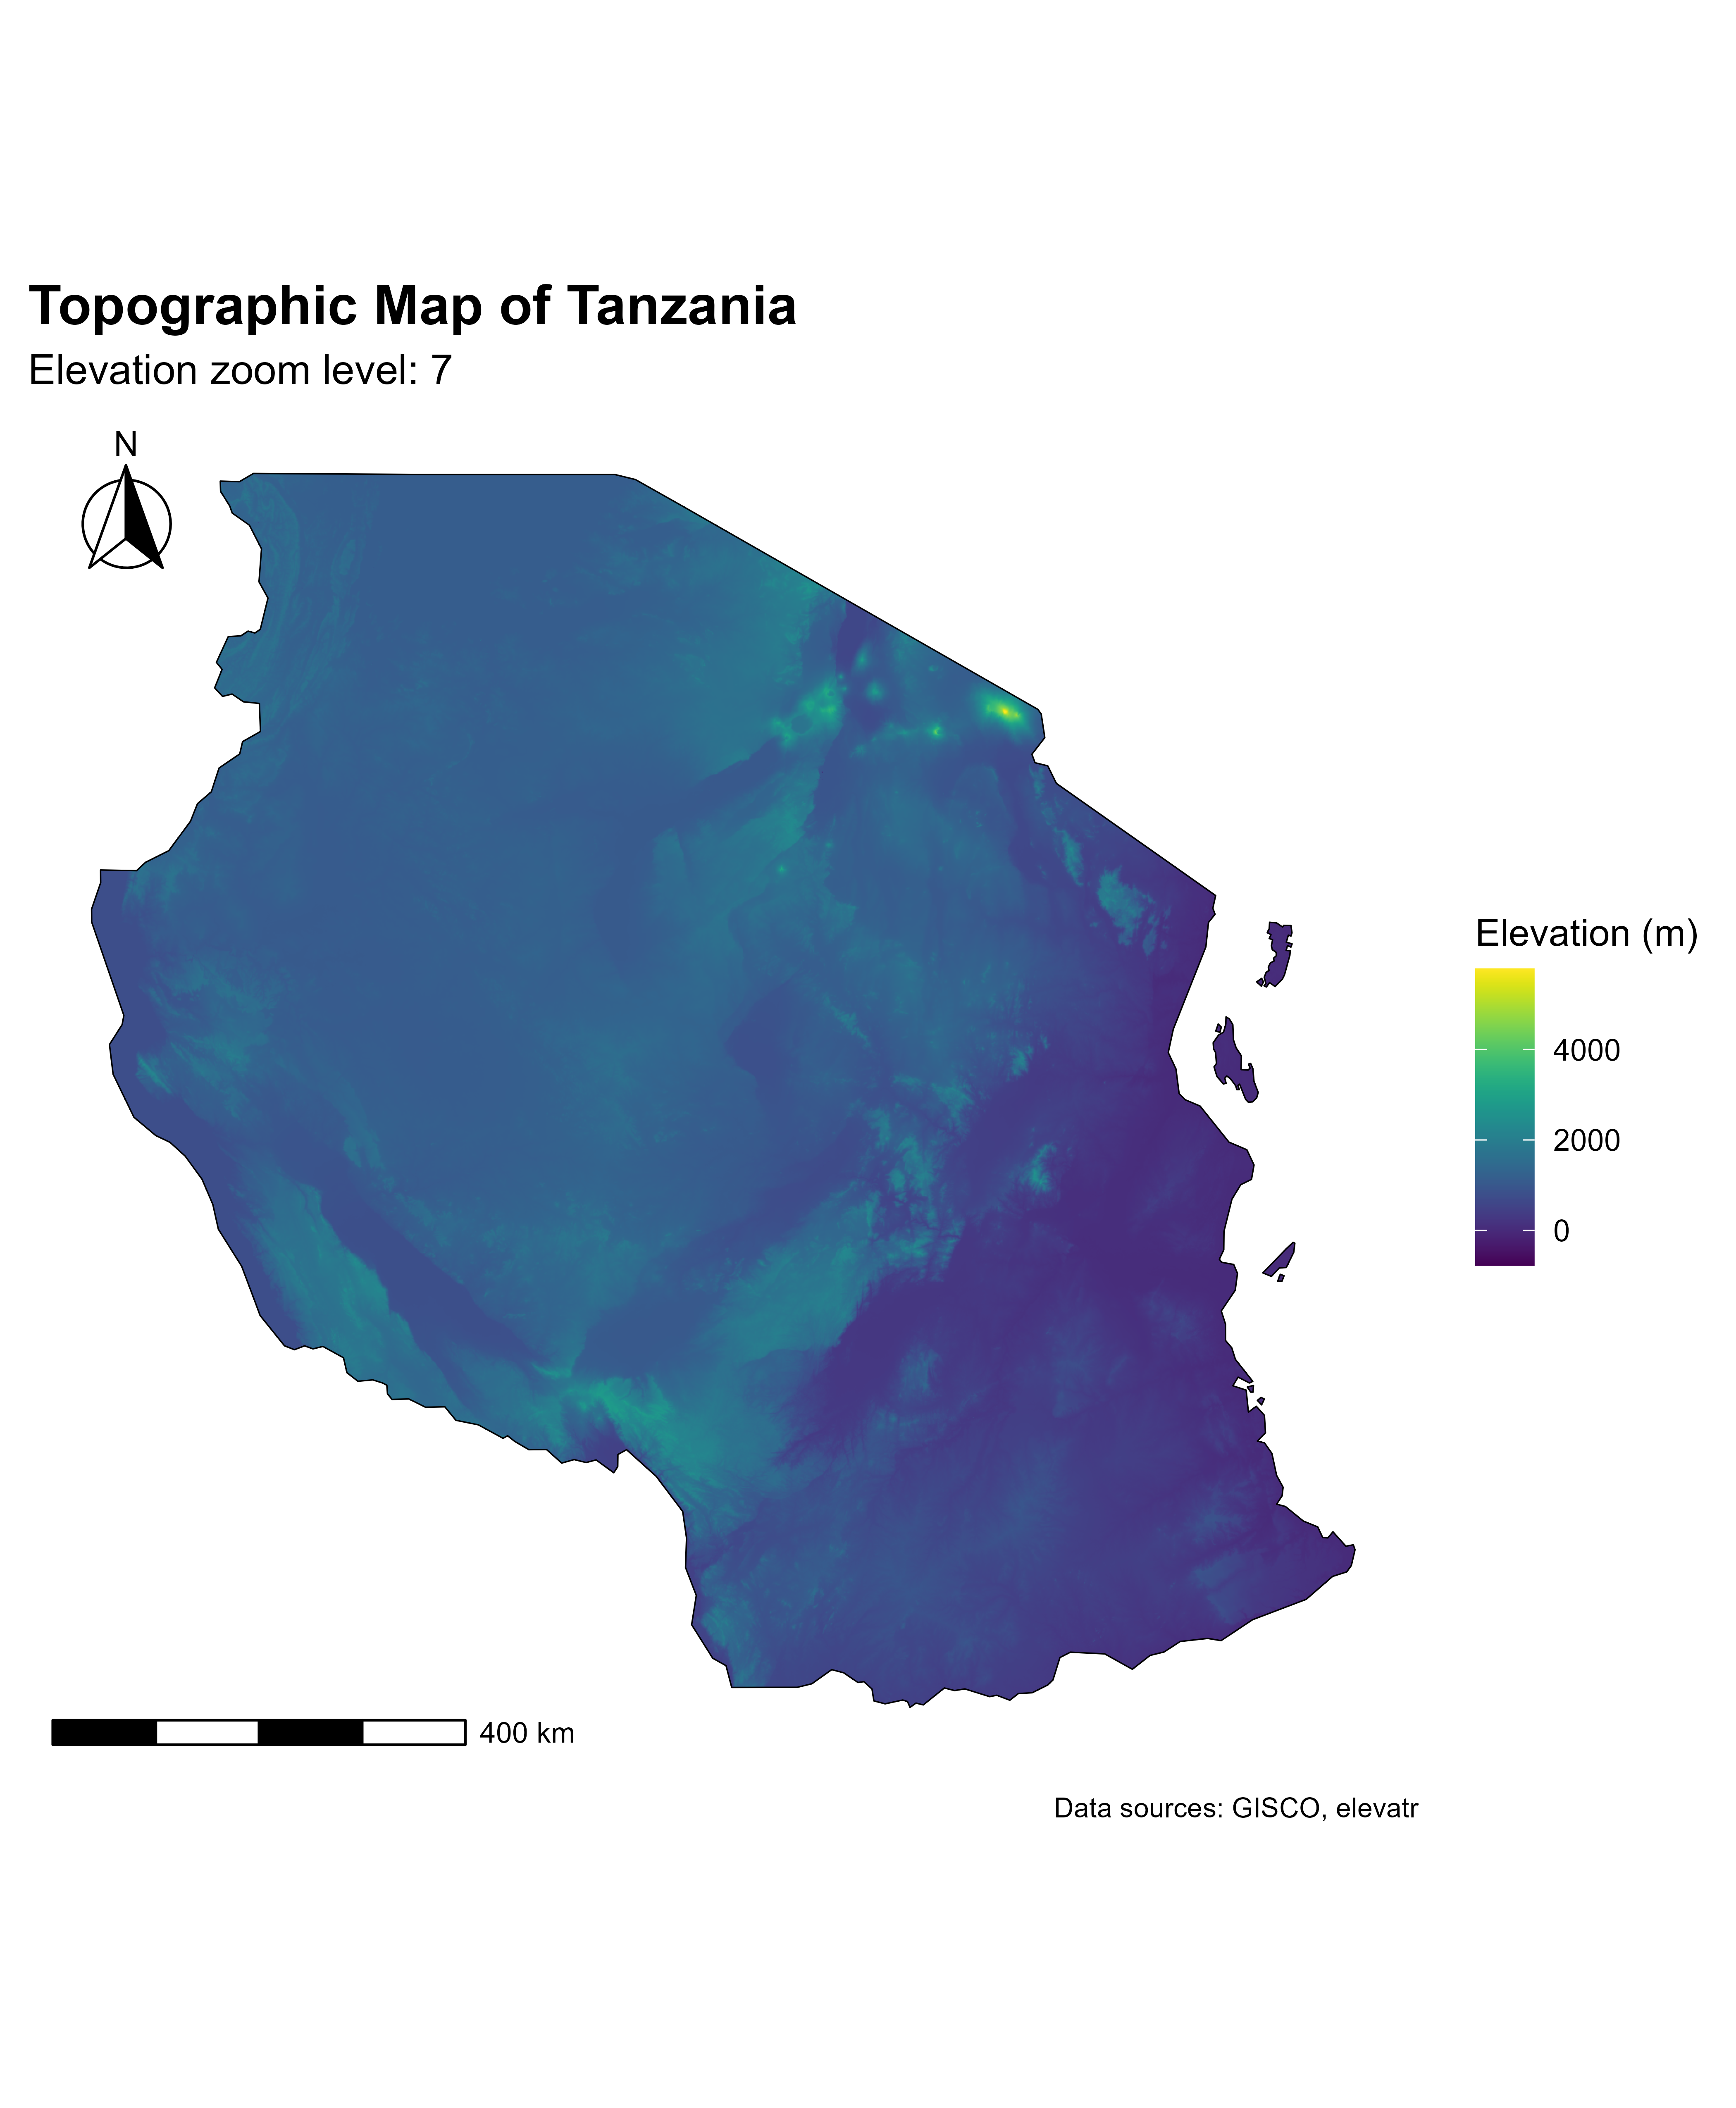 Topographic Map of Tanzania
Elevation zoom level: 7
N
Elevation (m)
4000
2000
0
400 km
Data sources: GISCO, elevatr